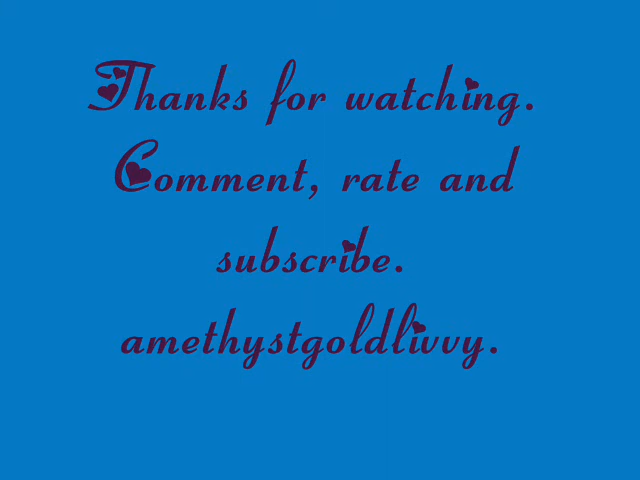 Thanks for watching.
Comment, rate and
subscribe.
amethystgoldlivvy.